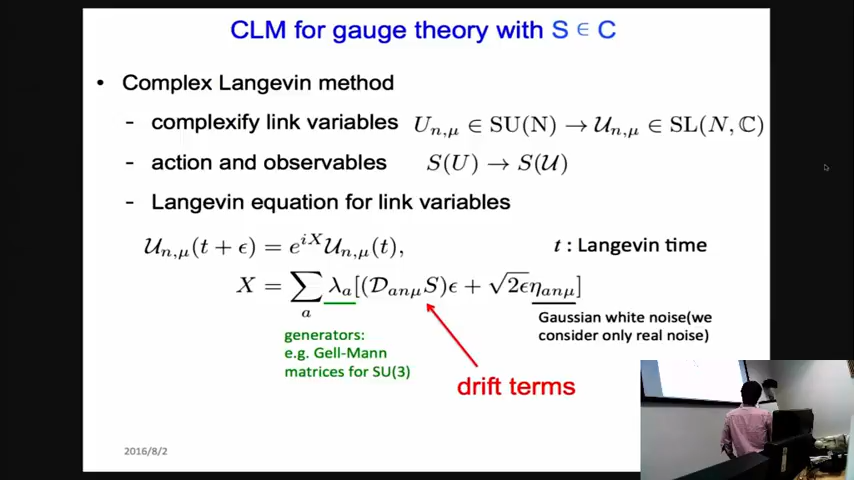 CLM for gauge theory with S ∈ C
• Complex Langevin method
- complexify link variables U_{n,μ} ∈ SU(N) → 𝒰_{n,μ} ∈ SL(N, ℂ)
- action and observables S(U) → S(𝒰)
- Langevin equation for link variables
𝒰_{n,μ}(t + ϵ) = e^{iX} 𝒰_{n,μ}(t), t : Langevin time
X = ∑_a λ_a[(𝒟_{anμ}S)ϵ + √2ϵ η_{anμ}]
generators:
e.g. Gell-Mann
matrices for SU(3)
Gaussian white noise(we
consider only real noise)
drift terms
2016/8/2